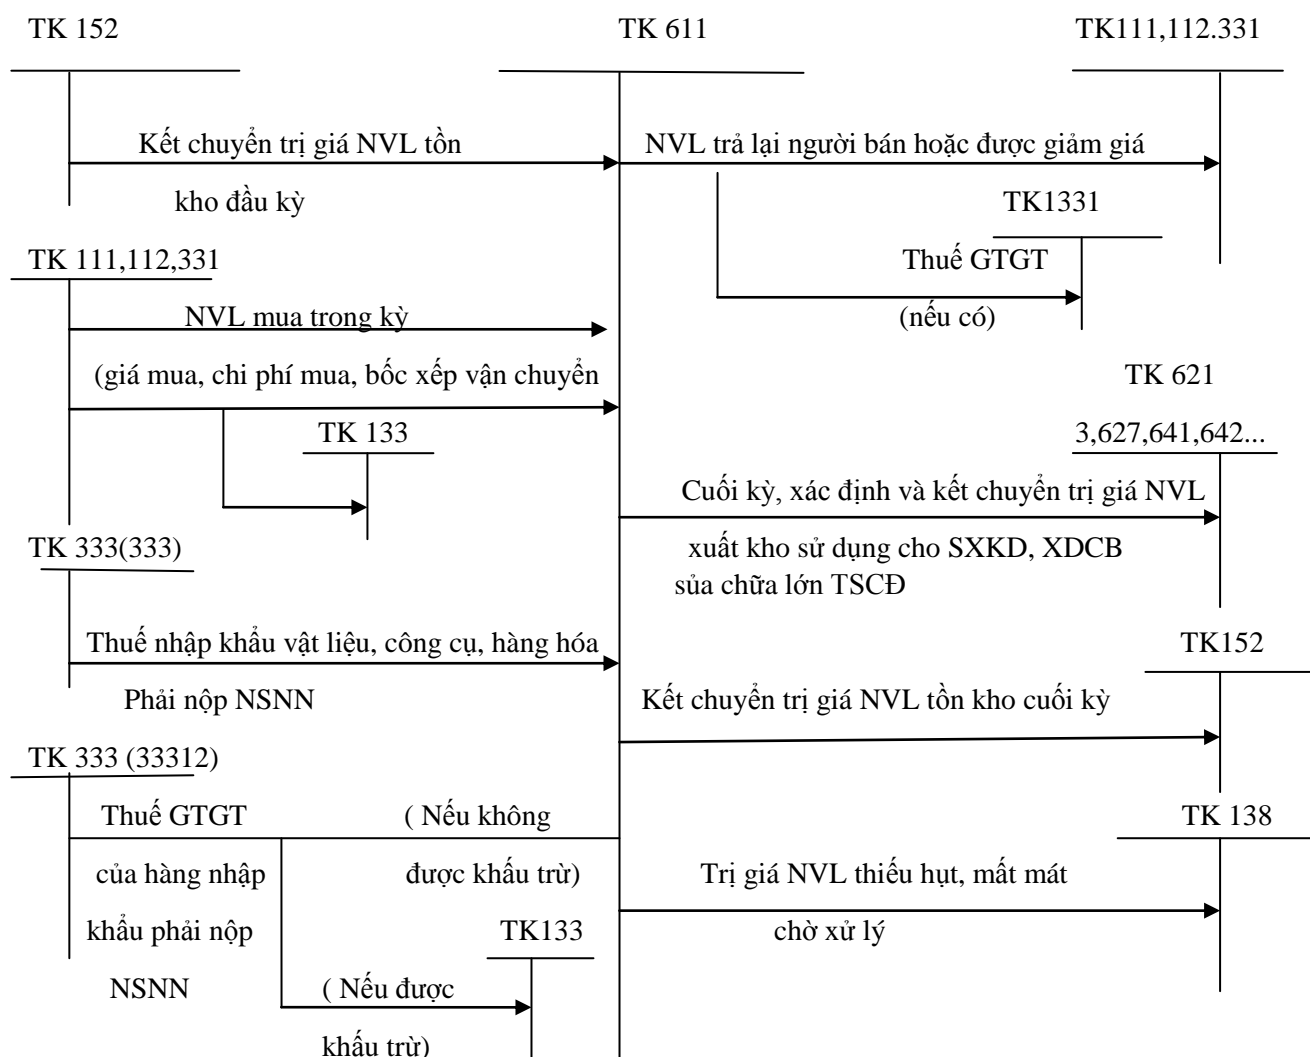 TK 152
TK 611
TK111,112.331
Kết chuyển trị giá NVL tồn
kho đầu kỳ
NVL trả lại người bán hoặc được giảm giá
TK1331
Thuế GTGT
(nếu có)
TK 111,112,331
NVL mua trong kỳ
(giá mua, chi phí mua, bốc xếp vận chuyển
TK 133
TK 621
3,627,641,642...
Cuối kỳ, xác định và kết chuyển trị giá NVL
xuất kho sử dụng cho SXKD, XDCB
sủa chữa lớn TSCĐ
TK 333(333)
Thuế nhập khẩu vật liệu, công cụ, hàng hóa
Phải nộp NSNN
TK152
Kết chuyển trị giá NVL tồn kho cuối kỳ
TK 333 (33312)
Thuế GTGT
của hàng nhập
khẩu phải nộp
NSNN
( Nếu không
được khấu trừ)
TK133
( Nếu được
khấu trừ)
TK 138
Trị giá NVL thiếu hụt, mất mát
chờ xử lý